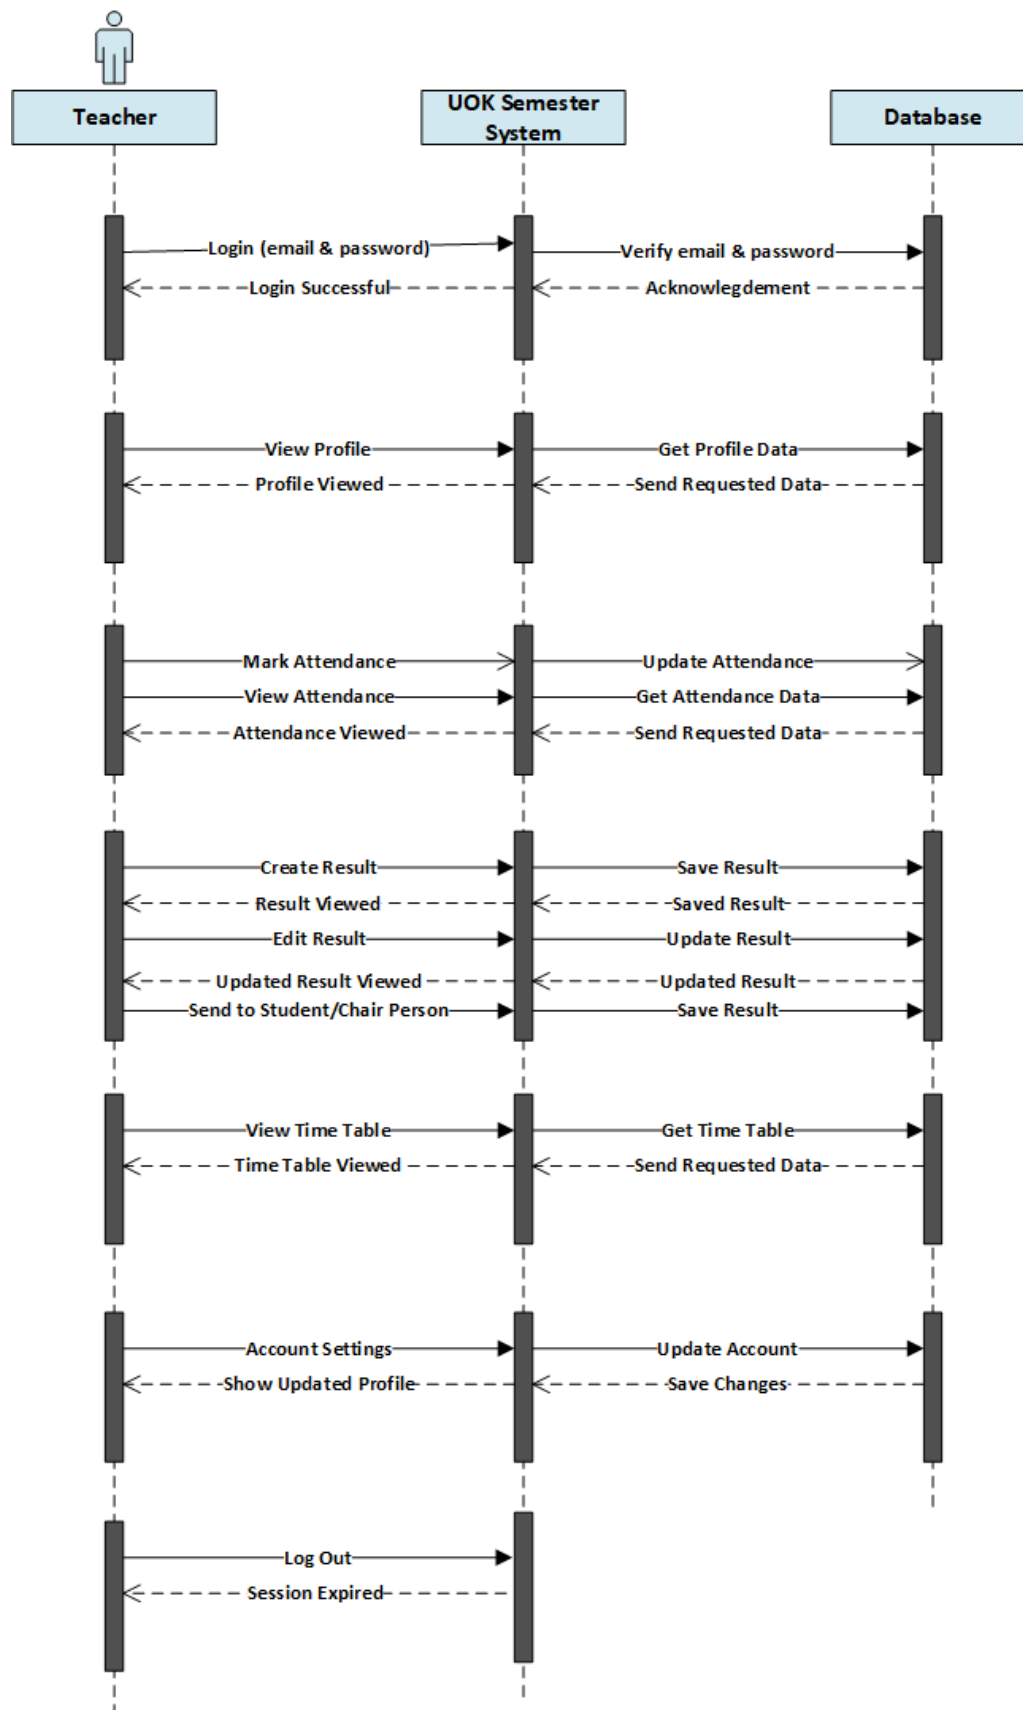 Teacher
UOK Semester
System
Database
Login (email & password)
Verify email & password
Login Successful
Acknowlegdement
View Profile
Get Profile Data
Profile Viewed
Send Requested Data
Mark Attendance
Update Attendance
View Attendance
Get Attendance Data
Attendance Viewed
Send Requested Data
Create Result
Save Result
Result Viewed
Saved Result
Edit Result
Update Result
Updated Result Viewed
Updated Result
Send to Student/Chair Person
Save Result
View Time Table
Get Time Table
Time Table Viewed
Send Requested Data
Account Settings
Update Account
Show Updated Profile
Save Changes
Log Out
Session Expired